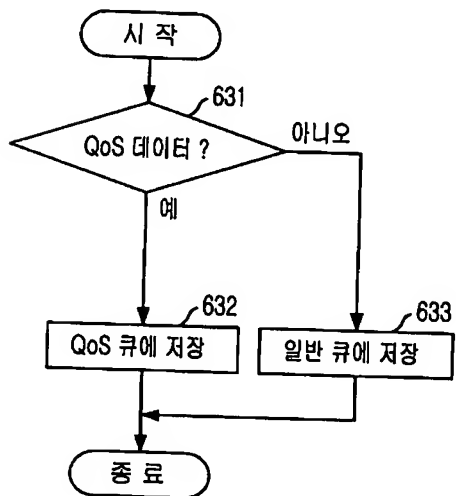 시 작
631
QoS 데이터 ?
아니오
예
632
QoS 큐에 저장
633
일반 큐에 저장
종 료